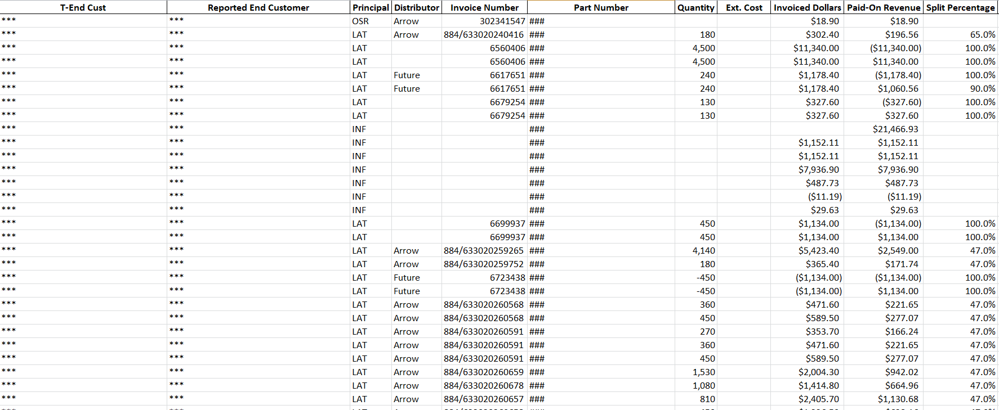 T-End Cust Reported End Customer Principal Distributor Invoice Number Part Number Quantity Ext. Cost Invoiced Dollars Paid-On Revenue Split Percentage
*** *** OSR Arrow 302341547 ### $18.90 $18.90
*** *** LAT Arrow 884/633020240416 ### 180 $302.40 $196.56 65.0%
*** *** LAT 6560406 ### 4,500 $11,340.00 ($11,340.00) 100.0%
*** *** LAT 6560406 ### 4,500 $11,340.00 $11,340.00 100.0%
*** *** LAT Future 6617651 ### 240 $1,178.40 ($1,178.40) 100.0%
*** *** LAT Future 6617651 ### 240 $1,178.40 $1,060.56 90.0%
*** *** LAT 6679254 ### 130 $327.60 ($327.60) 100.0%
*** *** LAT 6679254 ### 130 $327.60 $327.60 100.0%
*** *** INF ### $21,466.93
*** *** INF ### $1,152.11 $1,152.11
*** *** INF ### $1,152.11 $1,152.11
*** *** INF ### $7,936.90 $7,936.90
*** *** INF ### $487.73 $487.73
*** *** INF ### ($11.19) ($11.19)
*** *** INF ### $29.63 $29.63
*** *** LAT 6699937 ### 450 $1,134.00 ($1,134.00) 100.0%
*** *** LAT 6699937 ### 450 $1,134.00 $1,134.00 100.0%
*** *** LAT Arrow 884/633020259265 ### 4,140 $5,423.40 $2,549.00 47.0%
*** *** LAT Arrow 884/633020259752 ### 180 $365.40 $171.74 47.0%
*** *** LAT Future 6723438 ### -450 ($1,134.00) ($1,134.00) 100.0%
*** *** LAT Future 6723438 ### -450 ($1,134.00) $1,134.00 100.0%
*** *** LAT Arrow 884/633020260568 ### 360 $471.60 $221.65 47.0%
*** *** LAT Arrow 884/633020260568 ### 450 $589.50 $277.07 47.0%
*** *** LAT Arrow 884/633020260591 ### 270 $353.70 $166.24 47.0%
*** *** LAT Arrow 884/633020260591 ### 360 $471.60 $221.65 47.0%
*** *** LAT Arrow 884/633020260591 ### 450 $589.50 $277.07 47.0%
*** *** LAT Arrow 884/633020260659 ### 1,530 $2,004.30 $942.02 47.0%
*** *** LAT Arrow 884/633020260678 ### 1,080 $1,414.80 $664.96 47.0%
*** *** LAT Arrow 884/633020260657 ### 810 $2,405.70 $1,130.68 47.0%